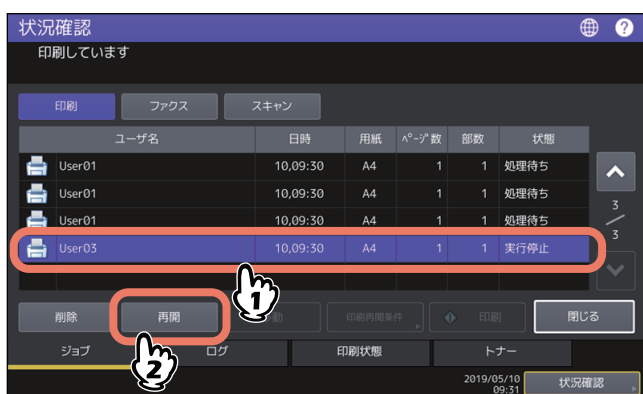 状況確認 ?
印刷しています
印刷 ファクス スキャン
ユーザ名 日時 用紙 ページ数 部数 状態
User01 10,09:30 A4 1 1 処理待ち
User01 10,09:30 A4 1 1 処理待ち
User01 10,09:30 A4 1 1 処理待ち
User03 10,09:30 A4 1 1 実行停止
3
3
1
削除 再開 動 印刷再開条件 印刷 閉じる
2
ジョブ ログ 印刷状態 トナー
2019/05/10
09:31
状況確認